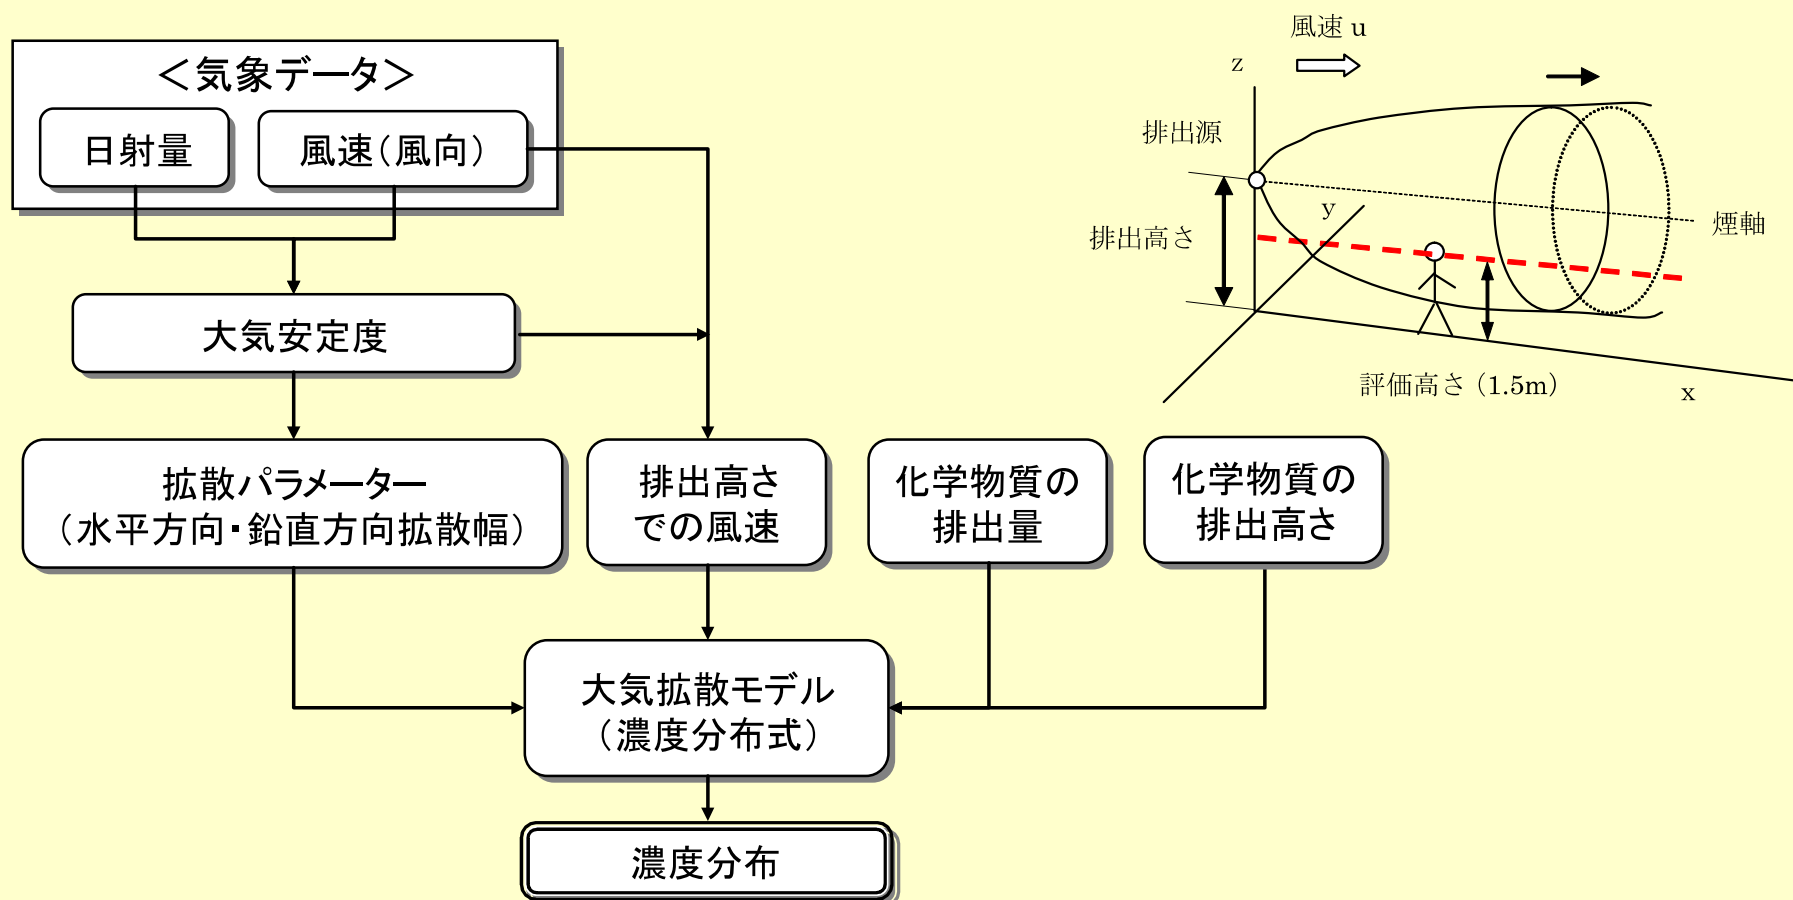 ＜気象データ＞
日射量
風速（風向）
大気安定度
拡散パラメーター
（水平方向・鉛直方向拡散幅）
排出高さ
での風速
化学物質の
排出量
化学物質の
排出高さ
大気拡散モデル
（濃度分布式）
濃度分布
風速 u
z
排出源
y
煙軸
排出高さ
評価高さ（1.5m）
x